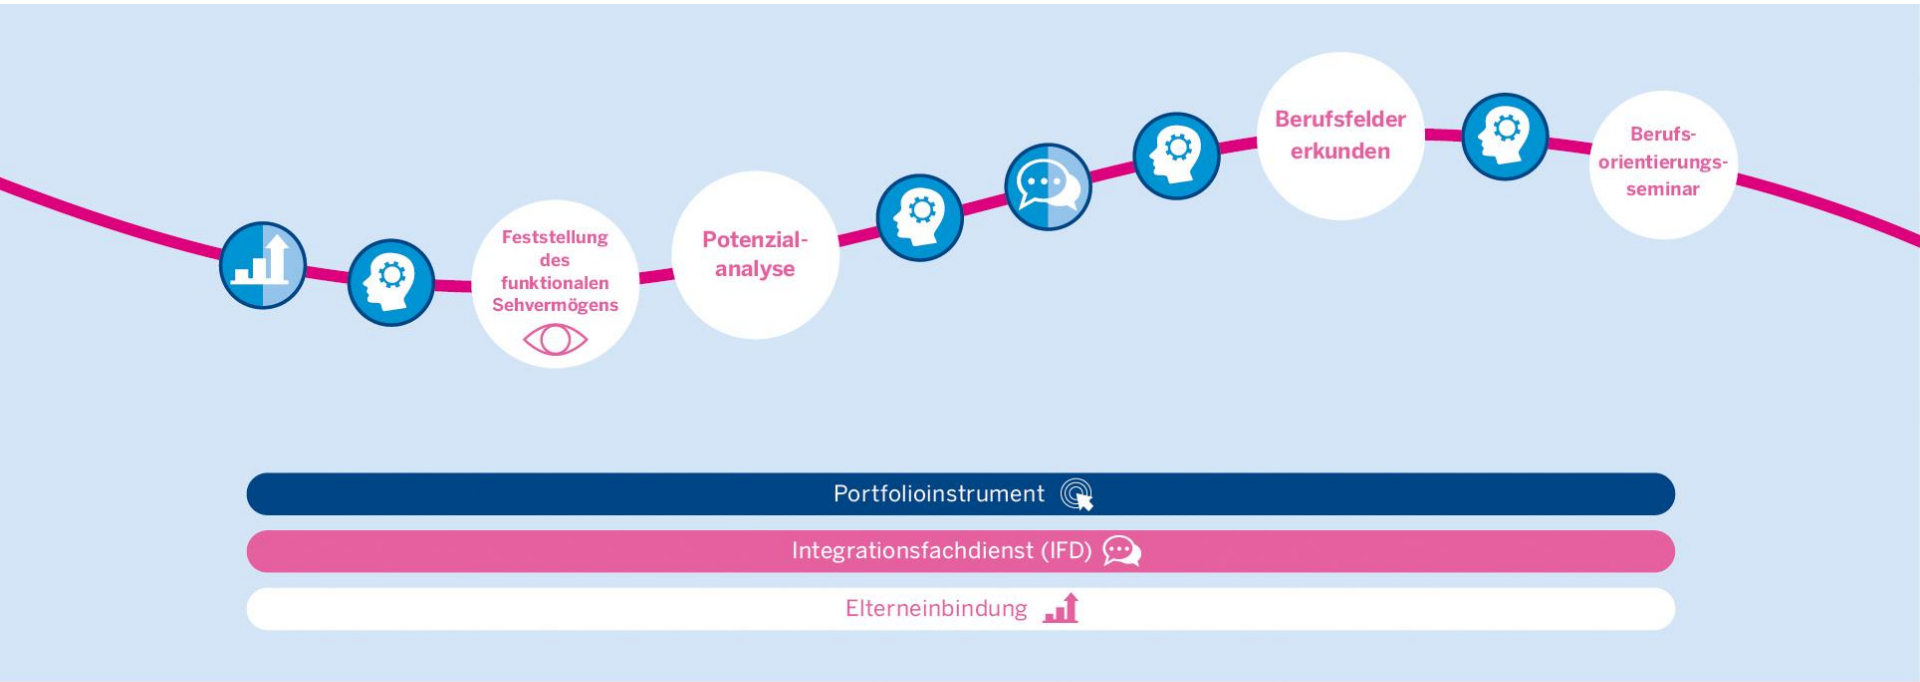 Feststellung
des
funktionalen
Sehvermögens
Potenzial-
analyse
Berufsfelder
erkunden
Berufs-
orientierungs-
seminar
Portfolioinstrument
Integrationsfachdienst (IFD)
Elterneinbindung